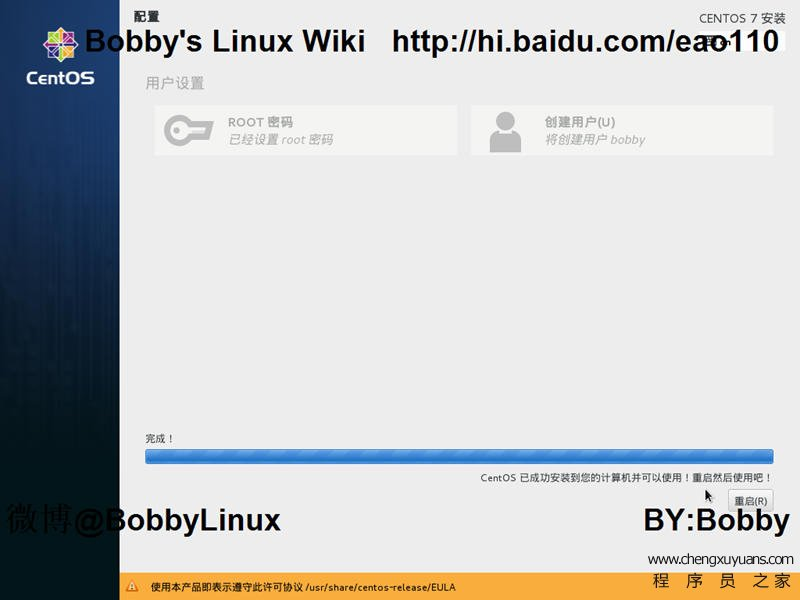 配置
CENTOS 7 安装
Bobby's Linux Wiki http://hi.baidu.com/eao110
CentOS
用户设置
ROOT 密码
已经设置 root 密码
创建用户(U)
将创建用户 bobby
完成！
CentOS 已成功安装到您的计算机并可以使用！重启然后使用吧！
重启(R)
微博@BobbyLinux
BY:Bobby
www.chengxuyuans.com
程 序 员 之 家
使用本产品即表示遵守此许可协议 /usr/share/centos-release/EULA